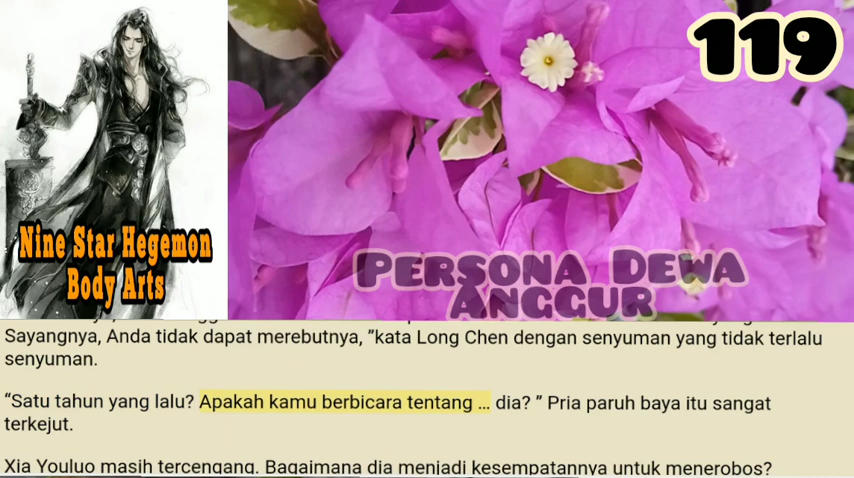 119
Nine Star Hegemon
Body Arts
Persona Dewa
Anggur
Sayangnya, Anda tidak dapat merebutnya, ”kata Long Chen dengan senyuman yang tidak terlalu
senyuman.
“Satu tahun yang lalu? Apakah kamu berbicara tentang ... dia? ” Pria paruh baya itu sangat
terkejut.
Xia Youluo masih tercengang. Bagaimana dia menjadi kesempatannya untuk menerobos?